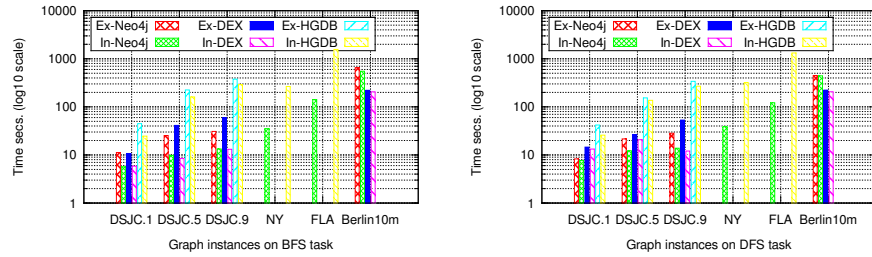 10000
1000
100
10
1
Time secs. (log10 scale)
Ex-Neo4j Ex-DEX Ex-HGDB
In-Neo4j In-DEX In-HGDB
DSJC.1 DSJC.5 DSJC.9 NY FLA Berlin10m
Graph instances on BFS task
10000
1000
100
10
1
Time secs. (log10 scale)
Ex-Neo4j Ex-DEX Ex-HGDB
In-Neo4j In-DEX In-HGDB
DSJC.1 DSJC.5 DSJC.9 NY FLA Berlin10m
Graph instances on DFS task